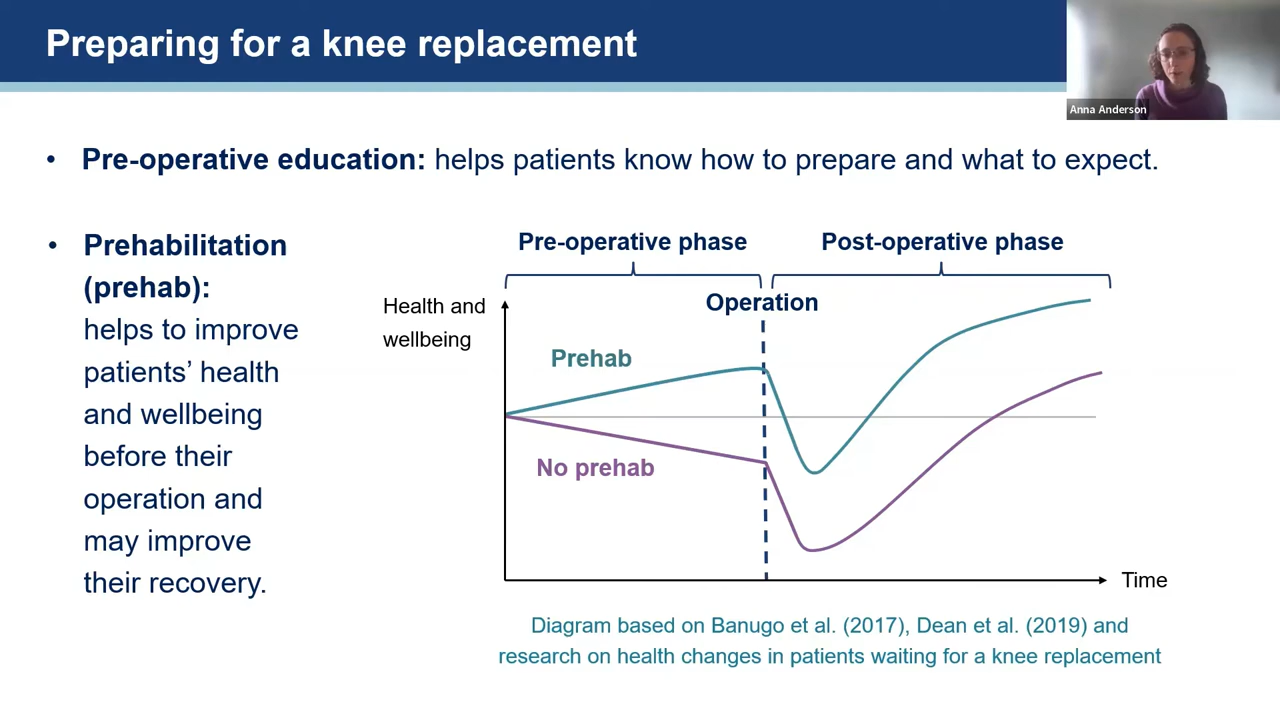 Preparing for a knee replacement
Anna Anderson
• Pre-operative education: helps patients know how to prepare and what to expect.
• Prehabilitation
(prehab):
helps to improve
patients’ health
and wellbeing
before their
operation and
may improve
their recovery.
Pre-operative phase
Post-operative phase
Operation
Health and
wellbeing
Prehab
No prehab
Time
Diagram based on Banugo et al. (2017), Dean et al. (2019) and
research on health changes in patients waiting for a knee replacement